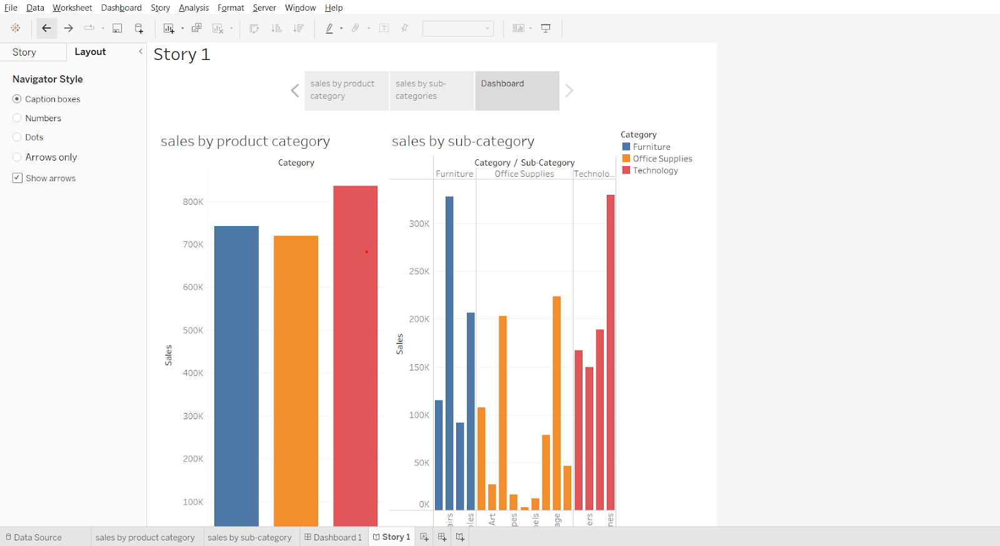 File Data Worksheet Dashboard Story Analysis Format Server Window Help
Story Layout
Navigator Style
Caption boxes
Numbers
Dots
Arrows only
Show arrows
Story 1
sales by product
category
sales by sub-
categories
Dashboard
sales by product category
Category
800K
700K
600K
500K
400K
300K
200K
100K
Sales
sales by sub-category
Category / Sub-Category
Furniture Office Supplies Technolo..
300K
250K
200K
150K
100K
50K
0K
Sales
airs
oles
Art
opes
bels
age
ers
nes
Category
Furniture
Office Supplies
Technology
Data Source sales by product category sales by sub-category Dashboard 1 Story 1